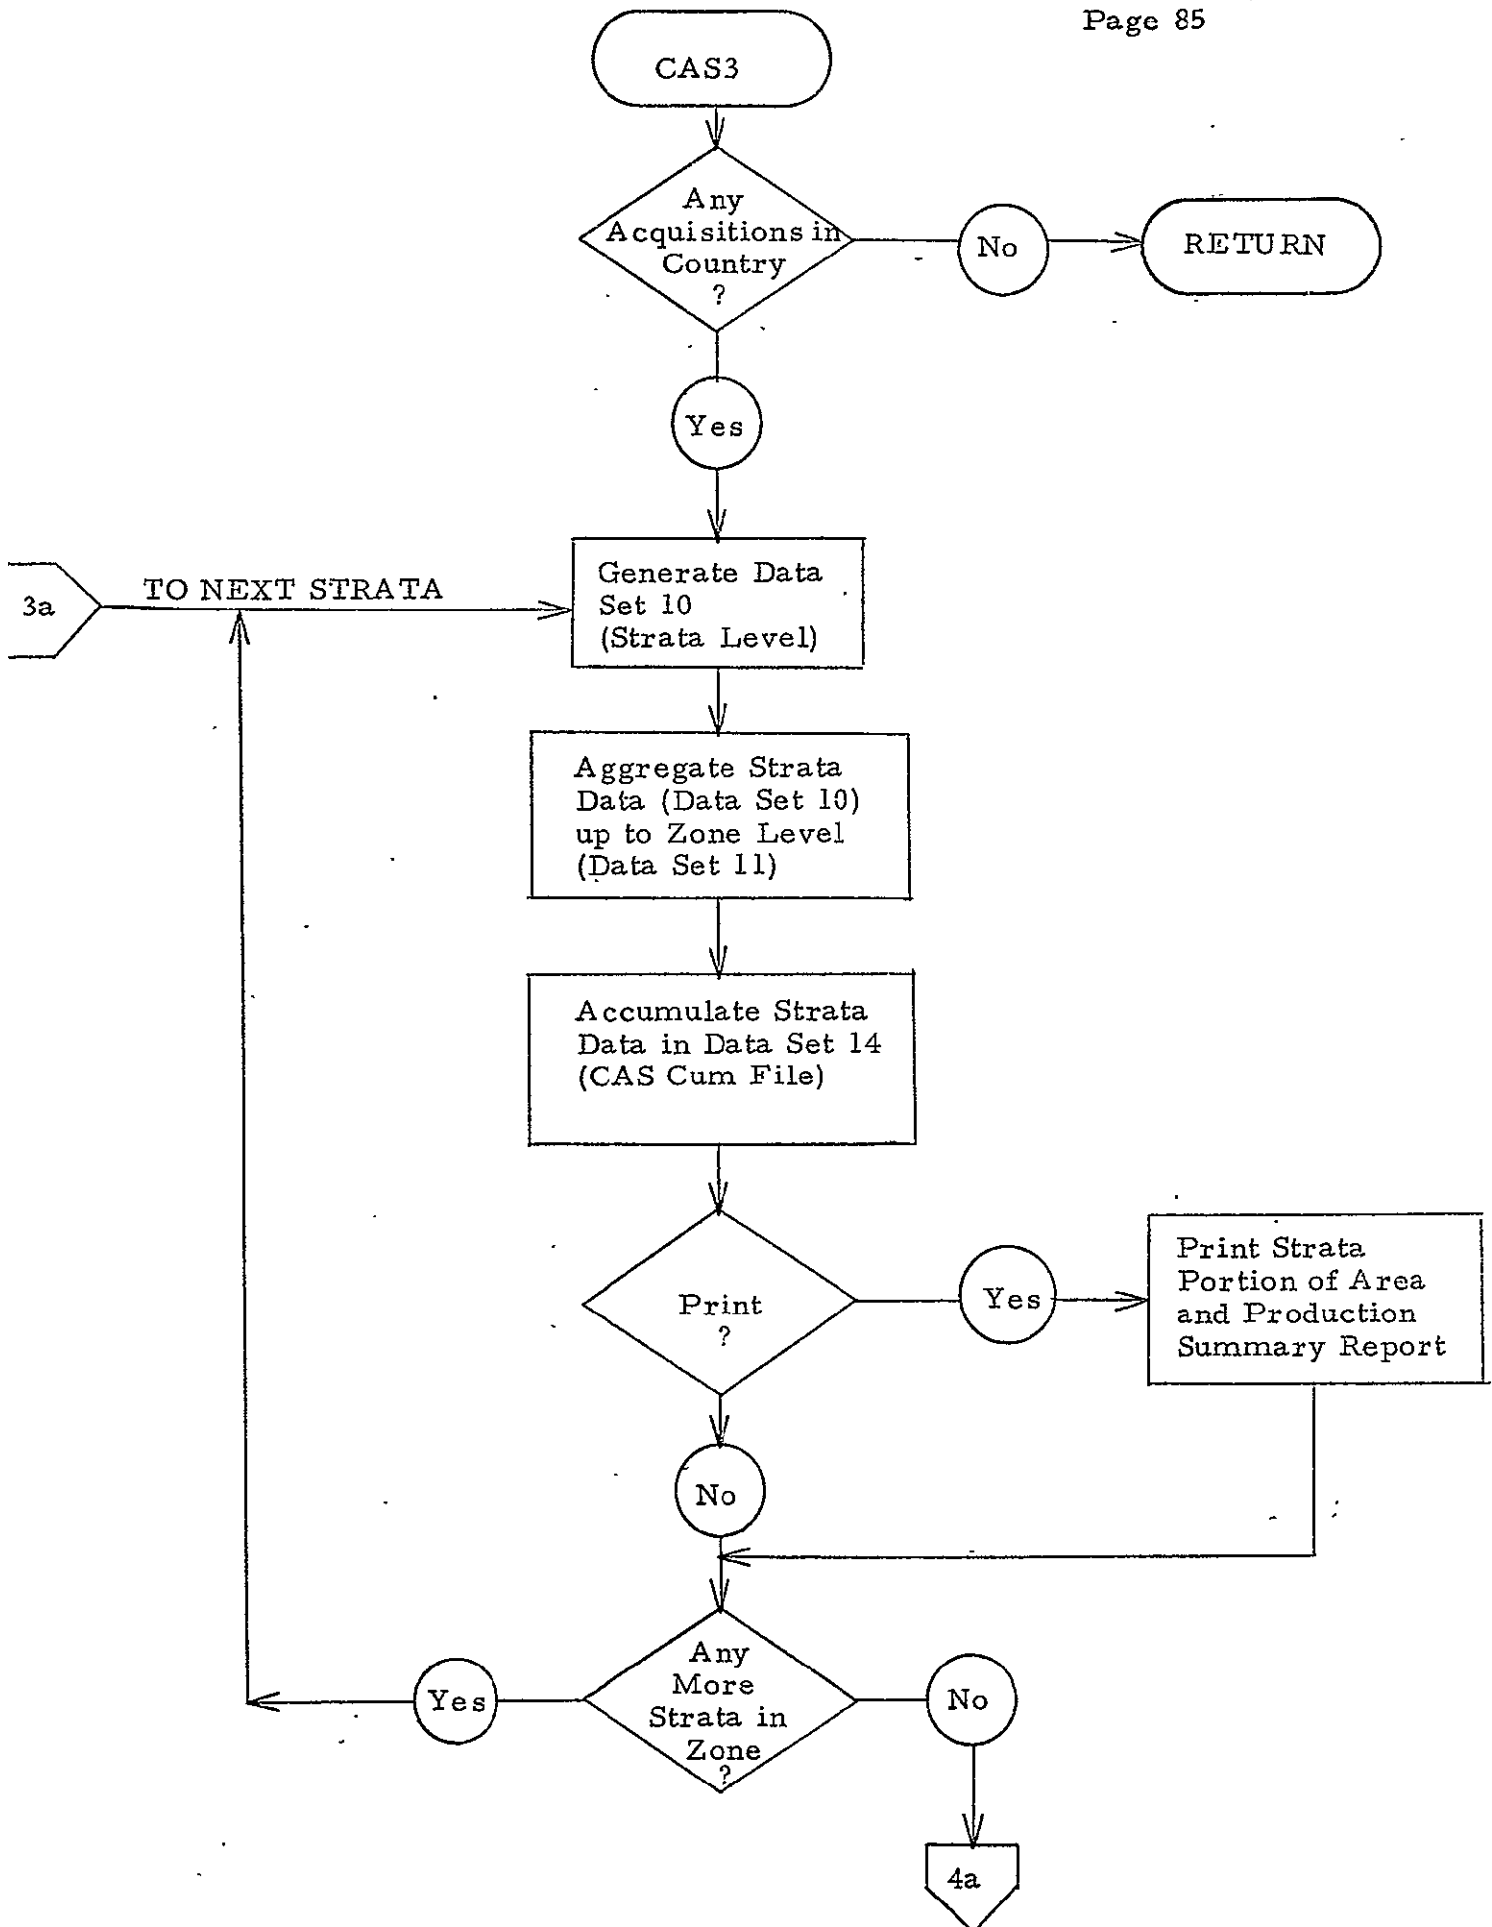 Page 85
CAS3
Any
Acquisitions in
Country
?
No
RETURN
Yes
3a
TO NEXT STRATA
Generate Data
Set 10
(Strata Level)
Aggregate Strata
Data (Data Set 10)
up to Zone Level
(Data Set 11)
Accumulate Strata
Data in Data Set 14
(CAS Cum File)
Print
?
Yes
Print Strata
Portion of Area
and Production
Summary Report
No
Any
More
Strata in
Zone
?
Yes
No
4a